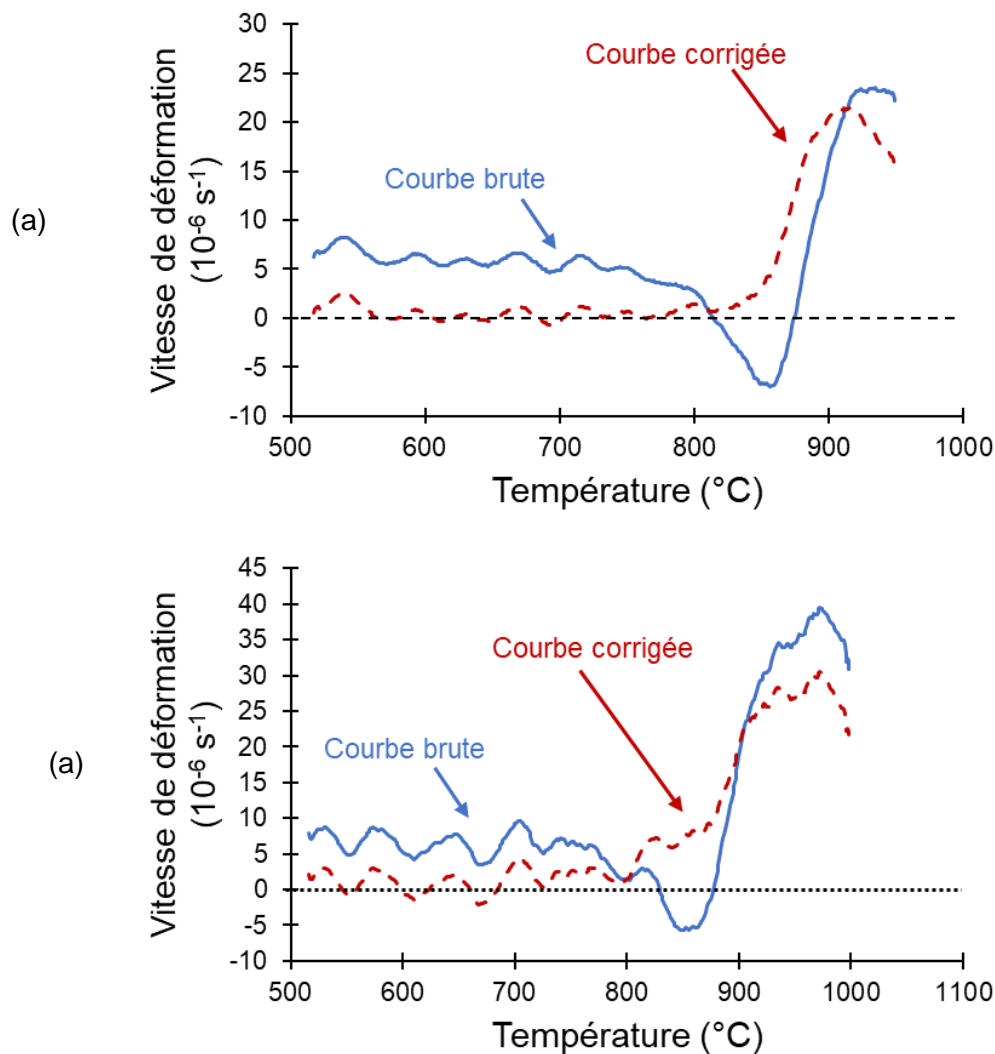 (a)
Vitesse de déformation
(10-6 s-1)
30
25
20
15
10
5
0
-5
-10
Courbe corrigée
Courbe brute
500 600 700 800 900 1000
Température (°C)
(a)
Vitesse de déformation
(10-6 s-1)
45
40
35
30
25
20
15
10
5
0
-5
-10
Courbe corrigée
Courbe brute
500 600 700 800 900 1000 1100
Température (°C)